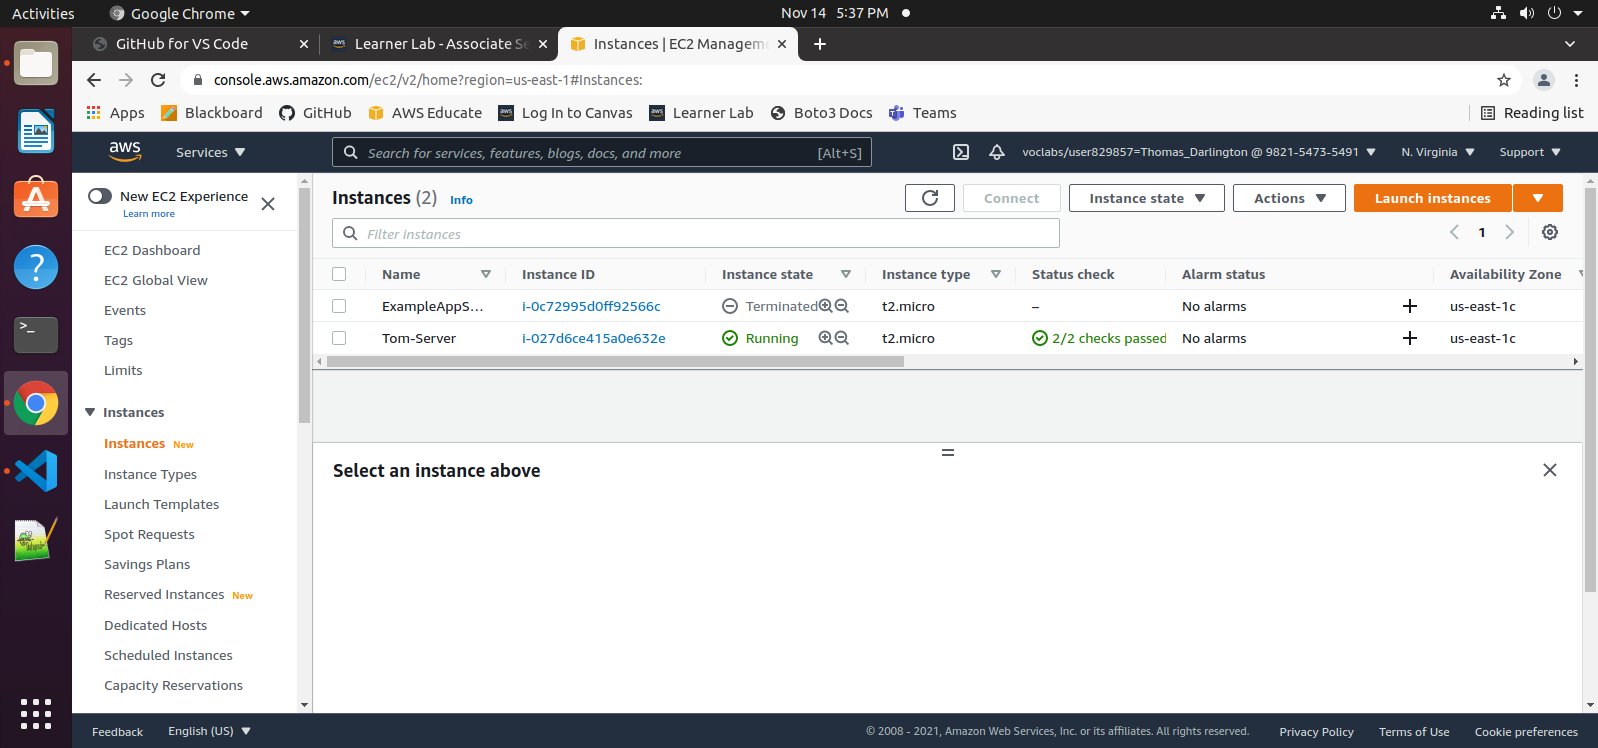 Activities Google Chrome Nov 14 5:37 PM
GitHub for VS Code Learner Lab - Associate Se Instances | EC2 Managem
console.aws.amazon.com/ec2/v2/home?region=us-east-1#Instances:
Apps Blackboard GitHub AWS Educate Log In to Canvas Learner Lab Boto3 Docs Teams Reading list
aws Services Search for services, features, blogs, docs, and more [Alt+S] voclabs/user829857=Thomas_Darlington @ 9821-5473-5491 N. Virginia Support
New EC2 Experience
Learn more
EC2 Dashboard
EC2 Global View
Events
Tags
Limits
Instances
Instances New
Instance Types
Launch Templates
Spot Requests
Savings Plans
Reserved Instances New
Dedicated Hosts
Scheduled Instances
Capacity Reservations
Instances (2) Info Connect Instance state Actions Launch instances
Filter instances 1
Name Instance ID Instance state Instance type Status check Alarm status Availability Zone
ExampleAppS... i-0c72995d0ff92566c Terminated t2.micro – No alarms + us-east-1c
Tom-Server i-027d6ce415a0e632e Running t2.micro 2/2 checks passed No alarms + us-east-1c
Select an instance above
Feedback English (US) © 2008 - 2021, Amazon Web Services, Inc. or its affiliates. All rights reserved. Privacy Policy Terms of Use Cookie preferences